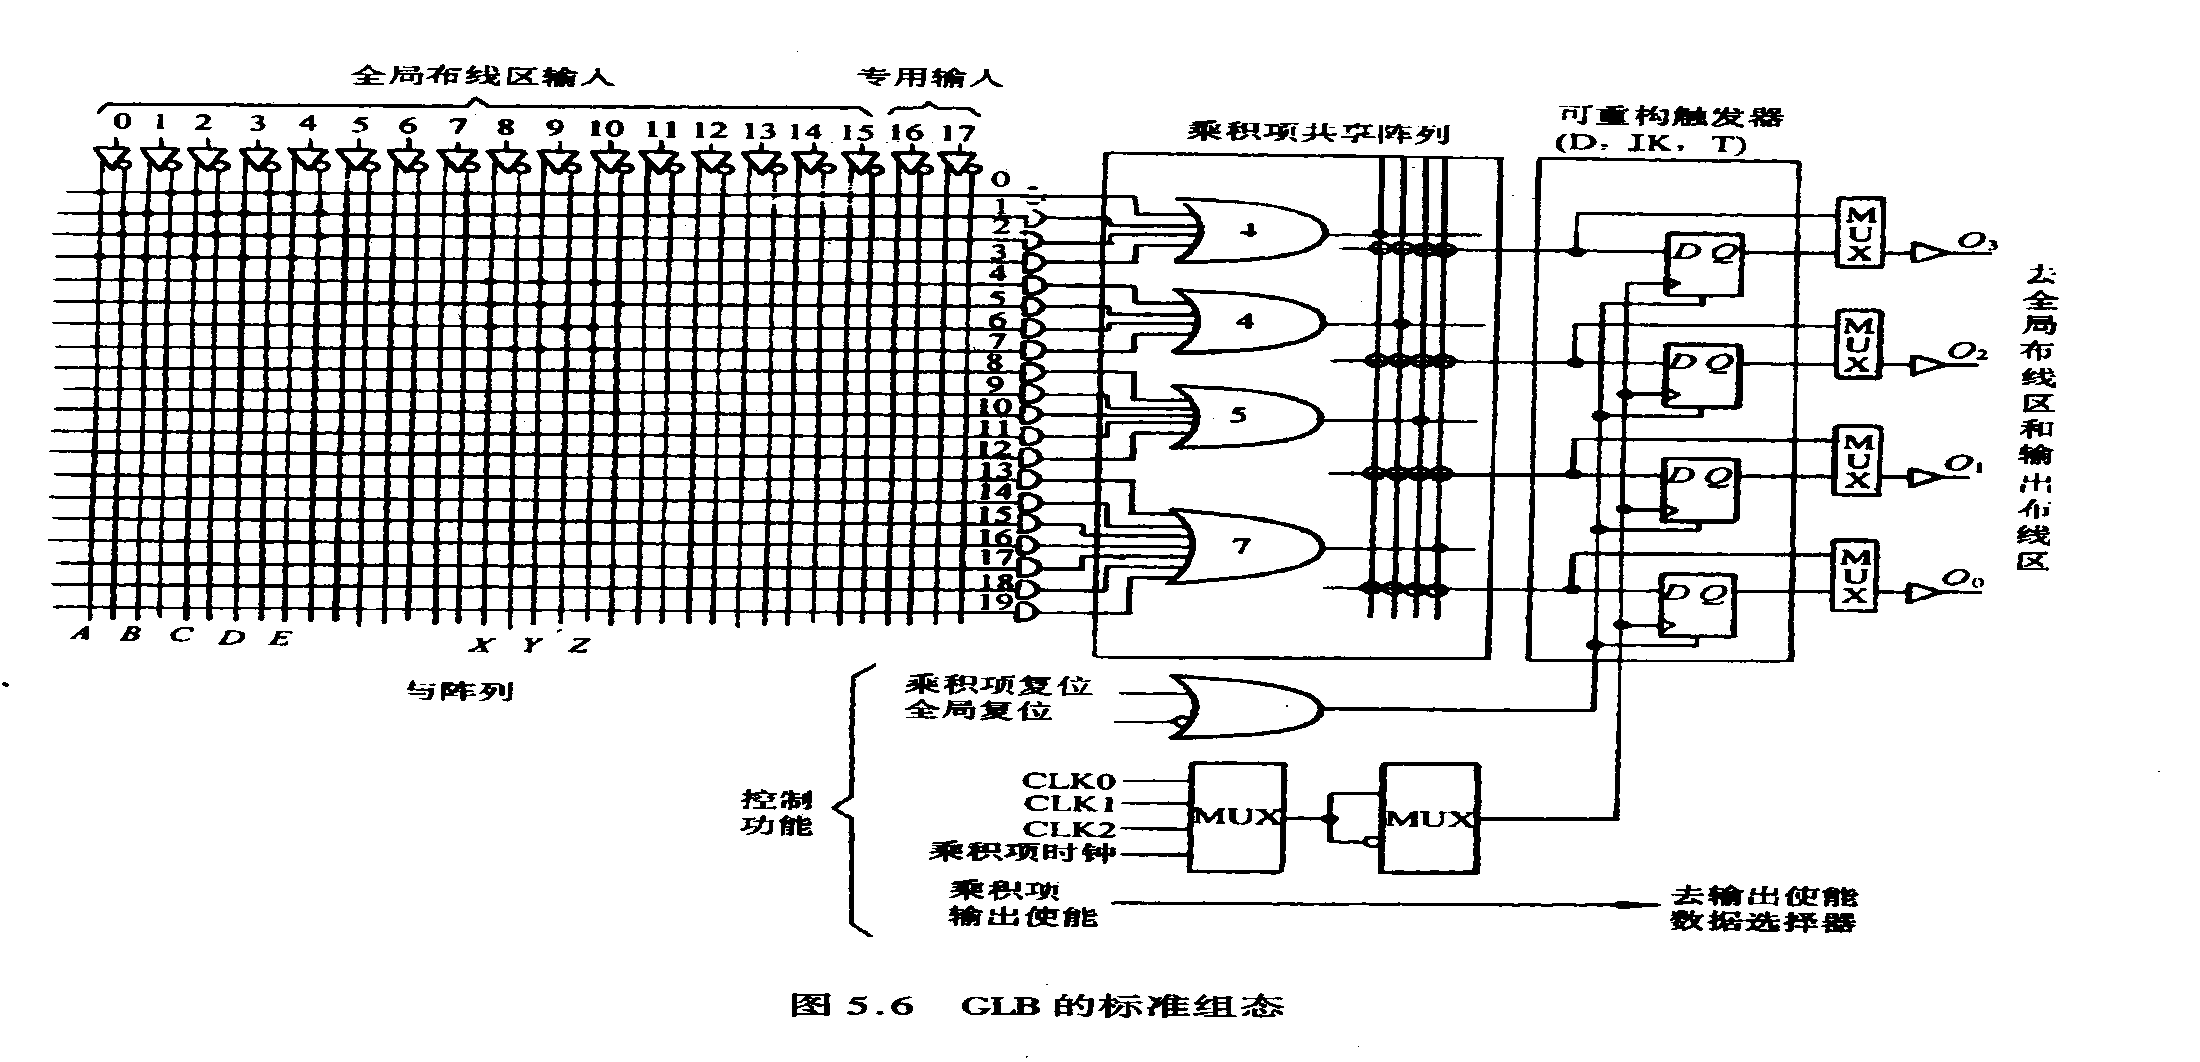 全局布线区输入 专用输入
0 1 2 3 4 5 6 7 8 9 10 11 12 13 14 15 16 17
乘积项共享阵列
可重构触发器
(D, JK, T)
0
1
2
3
4
5
6
7
8
9
10
11
12
13
14
15
16
17
18
19
4
4
5
7
D Q
D Q
D Q
D Q
MUX
MUX
MUX
MUX
O3
O2
O1
O0
去全局布线区和输出布线区
A B C D E X Y Z
与阵列
控制
功能
乘积项复位
全局复位
CLK0
CLK1
CLK2
乘积项时钟
MUX
MUX
乘积项
输出使能
去输出使能
数据选择器
图 5.6 GLB 的标准组态